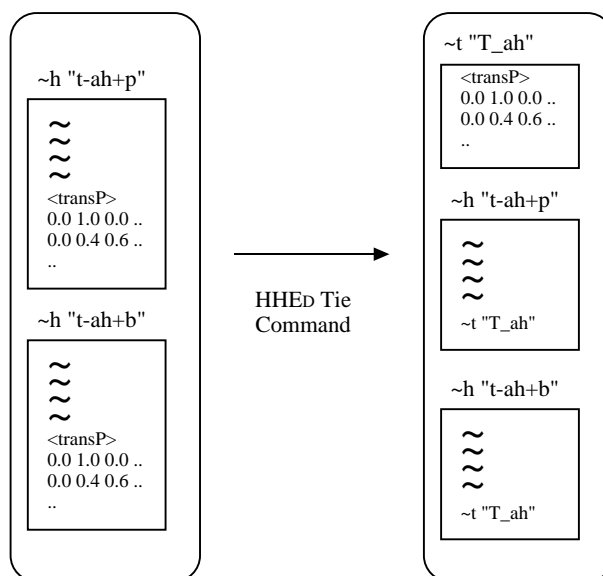 ~h "t-ah+p"
~
~
~
~
<transP>
0.0 1.0 0.0 ..
0.0 0.4 0.6 ..
..
~h "t-ah+b"
~
~
~
~
<transP>
0.0 1.0 0.0 ..
0.0 0.4 0.6 ..
..
HHED Tie
Command
~t "T_ah"
<transP>
0.0 1.0 0.0 ..
0.0 0.4 0.6 ..
..
~h "t-ah+p"
~
~
~
~
~t "T_ah"
~h "t-ah+b"
~
~
~
~
~t "T_ah"